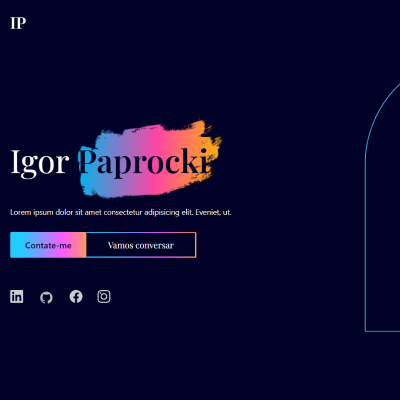 IP
Igor Paprocki
Lorem ipsum dolor sit amet consectetur adipisicing elit. Eveniet, ut.
Contate-me
Vamos conversar